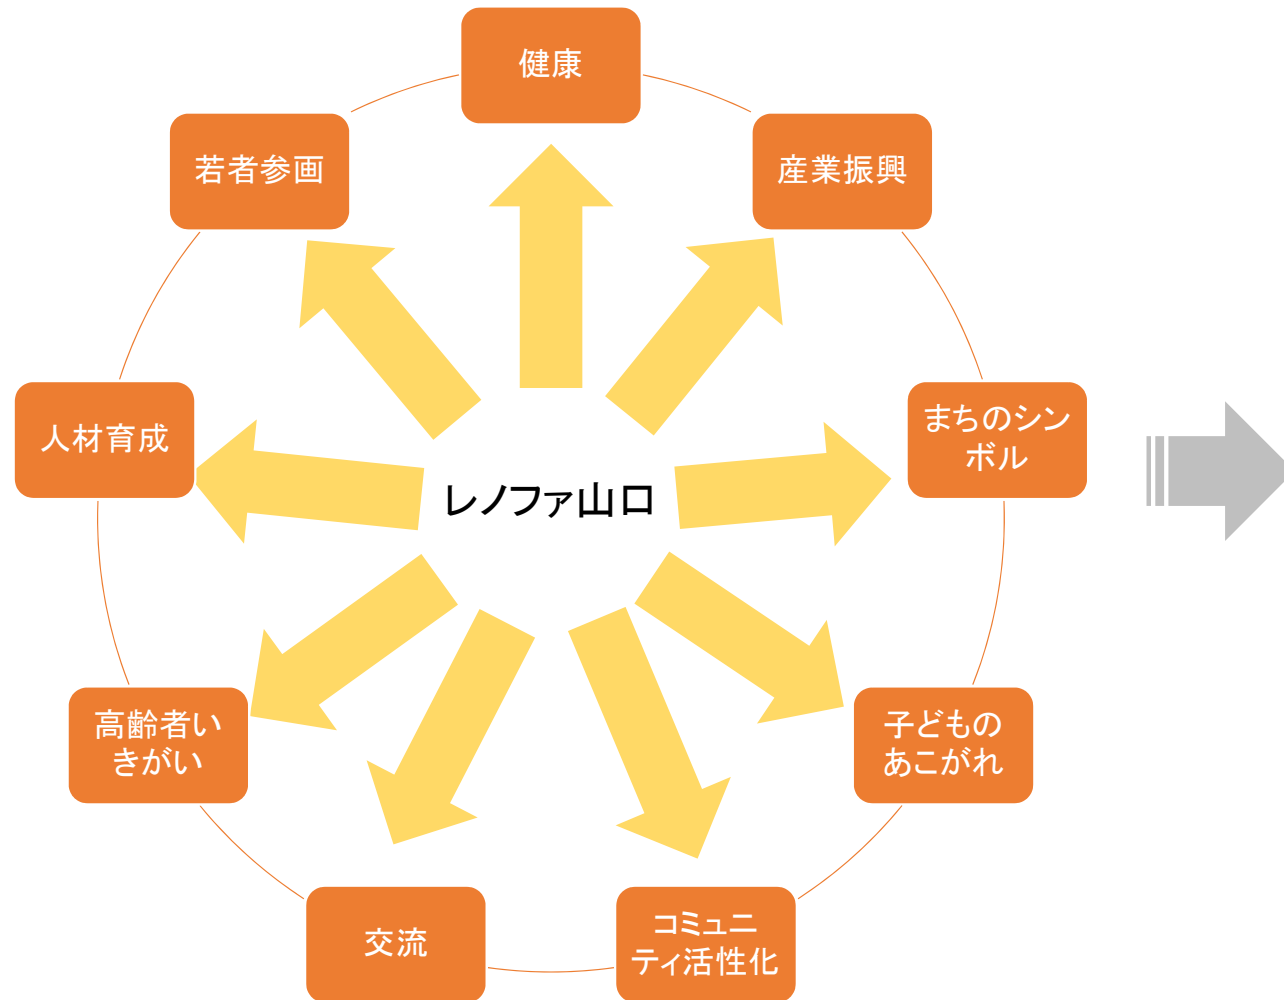 健康
産業振興
まちのシン
ボル
子どもの
あこがれ
コミュニ
ティ活性化
交流
高齢者い
きがい
人材育成
若者参画
レノファ山口